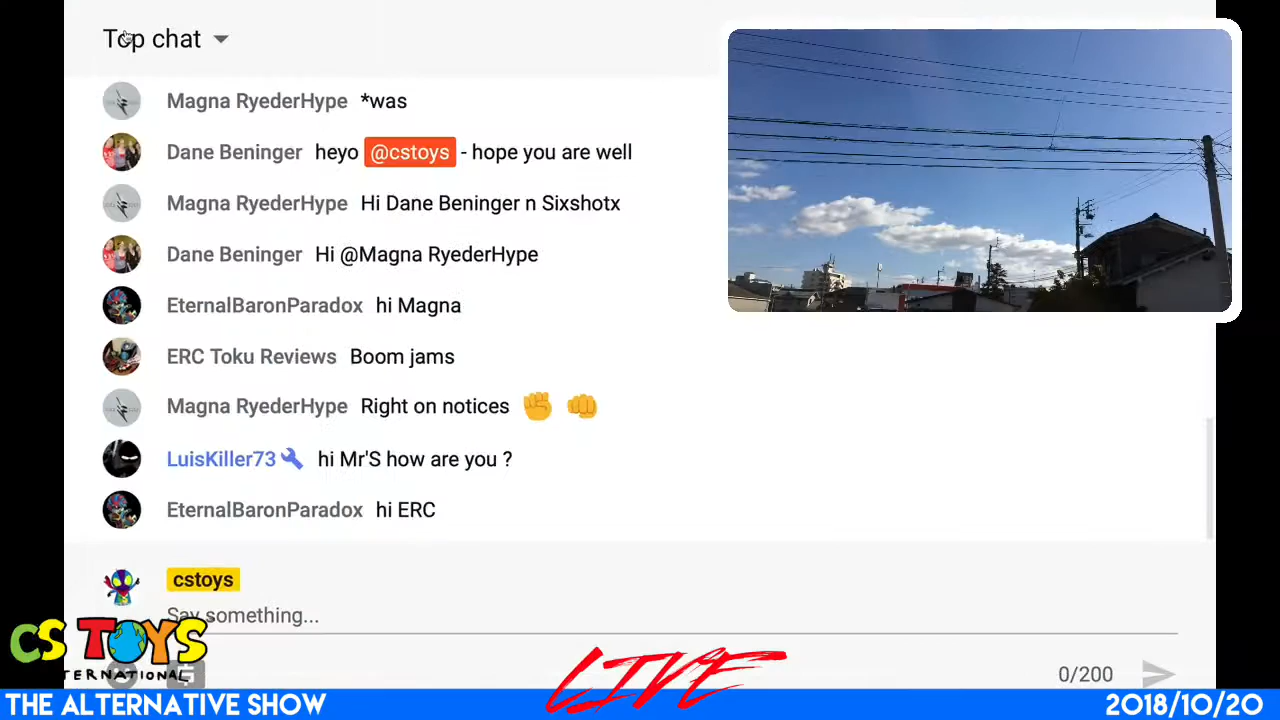 Top chat
Magna RyederHype *was
Dane Beninger heyo @cstoys - hope you are well
Magna RyederHype Hi Dane Beninger n Sixshotx
Dane Beninger Hi @Magna RyederHype
EternalBaronParadox hi Magna
ERC Toku Reviews Boom jams
Magna RyederHype Right on notices ✊ 👊
LuisKiller73 hi Mr'S how are you ?
EternalBaronParadox hi ERC
cstoys
Say something...
CS TOYS
TERNATIONAL
LIVE
0/200
THE ALTERNATIVE SHOW
2018/10/20